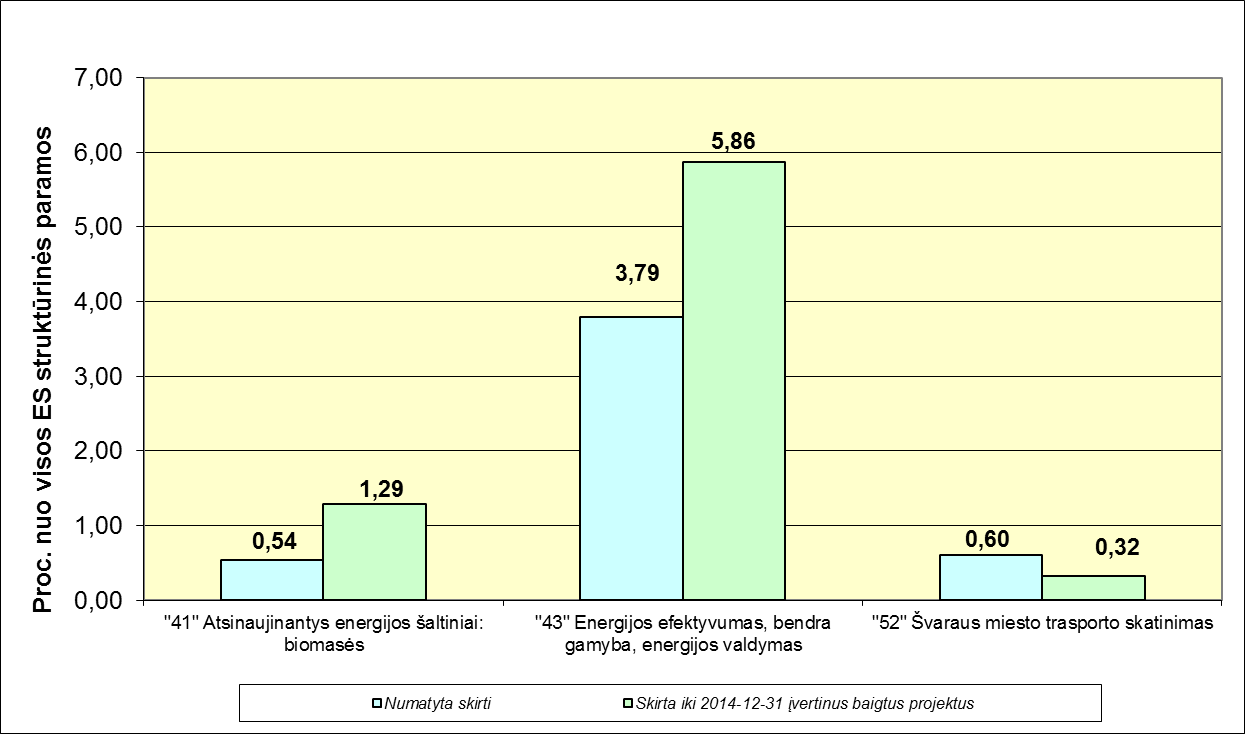 Proc. nuo visos ES struktūrinės paramos
7,00
6,00
5,00
4,00
3,00
2,00
1,00
0,00
0,54
1,29
3,79
5,86
0,60
0,32
"41" Atsinaujinantys energijos šaltiniai:
biomasės
"43" Energijos efektyvumas, bendra
gamyba, energijos valdymas
"52" Švaraus miesto trasporto skatinimas
Numatyta skirti
Skirta iki 2014-12-31 įvertinus baigtus projektus